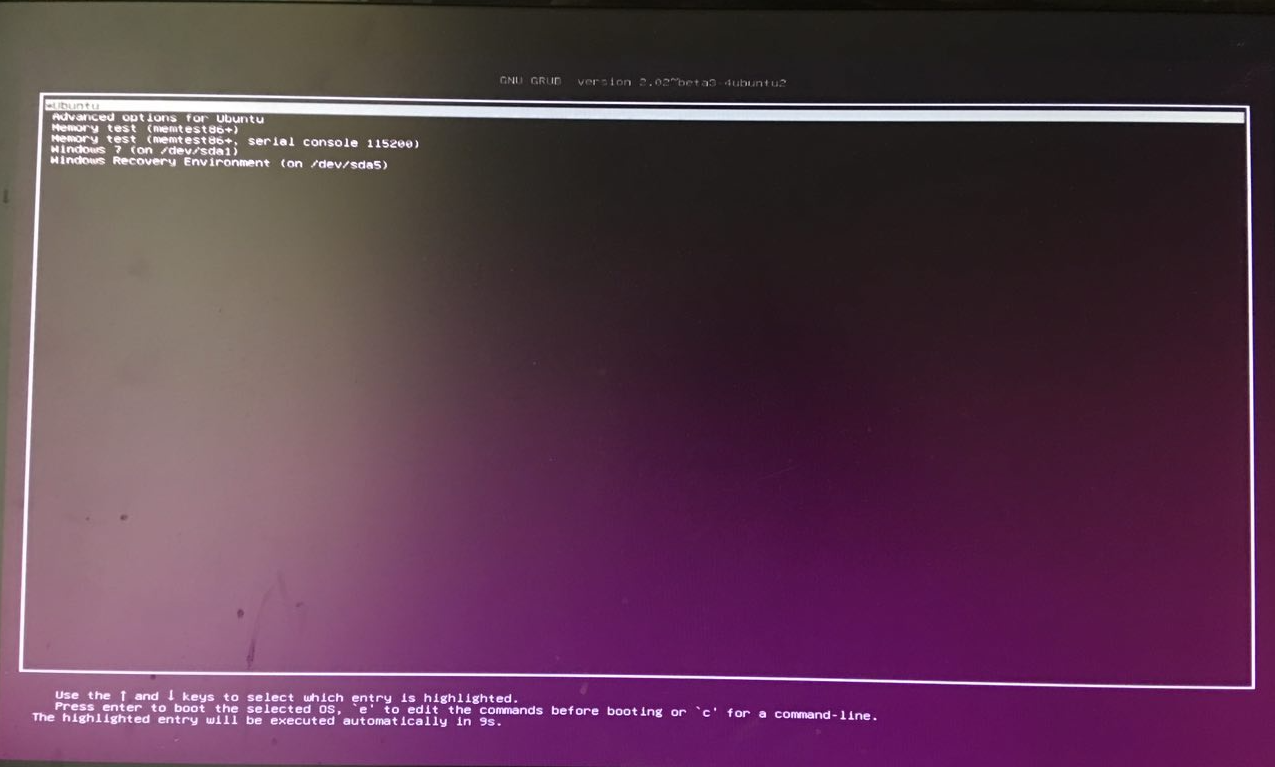 GNU GRUB version 2.02~beta3-4ubuntu2
*Ubuntu
Advanced options for Ubuntu
Memory test (memtest86+)
Memory test (memtest86+, serial console 115200)
Windows 7 (on /dev/sda1)
Windows Recovery Environment (on /dev/sda5)
Use the ↑ and ↓ keys to select which entry is highlighted.
Press enter to boot the selected OS, `e' to edit the commands before booting or `c' for a command-line.
The highlighted entry will be executed automatically in 9s.